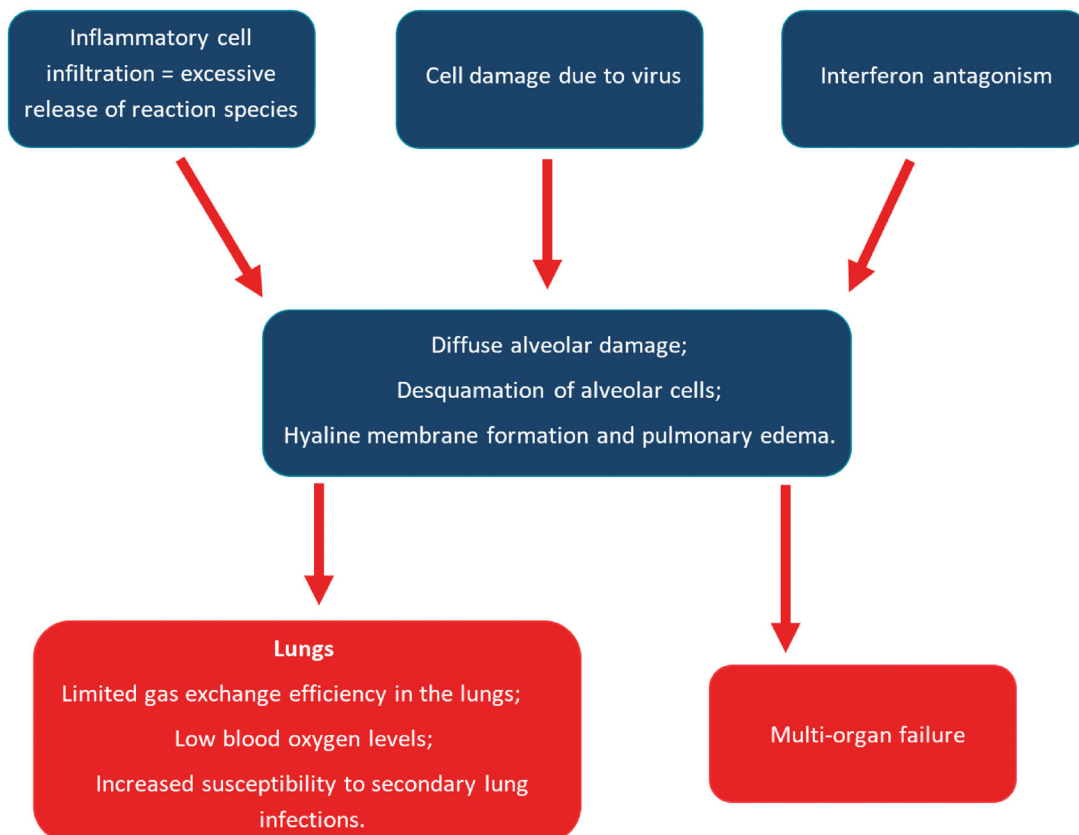 Inflammatory cell
infiltration = excessive
release of reaction species
Cell damage due to virus
Interferon antagonism
Diffuse alveolar damage;
Desquamation of alveolar cells;
Hyaline membrane formation and pulmonary edema.
Lungs
Limited gas exchange efficiency in the lungs;
Low blood oxygen levels;
Increased susceptibility to secondary lung
infections.
Multi-organ failure